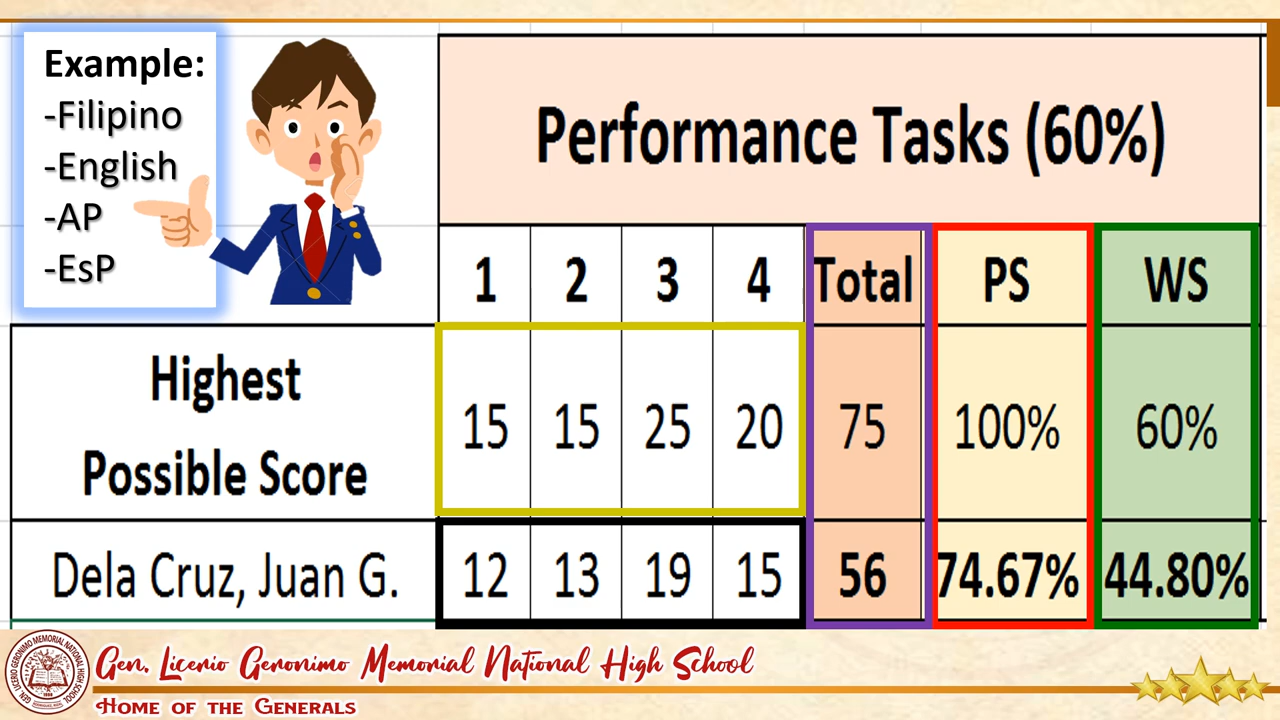 Example:
-Filipino
-English
-AP
-EsP
Performance Tasks (60%)
1 2 3 4 Total PS WS
Highest
Possible Score
15 15 25 20 75 100% 60%
Dela Cruz, Juan G. 12 13 19 15 56 74.67% 44.80%
Gen. Licerio Geronimo Memorial National High School
Home of the Generals